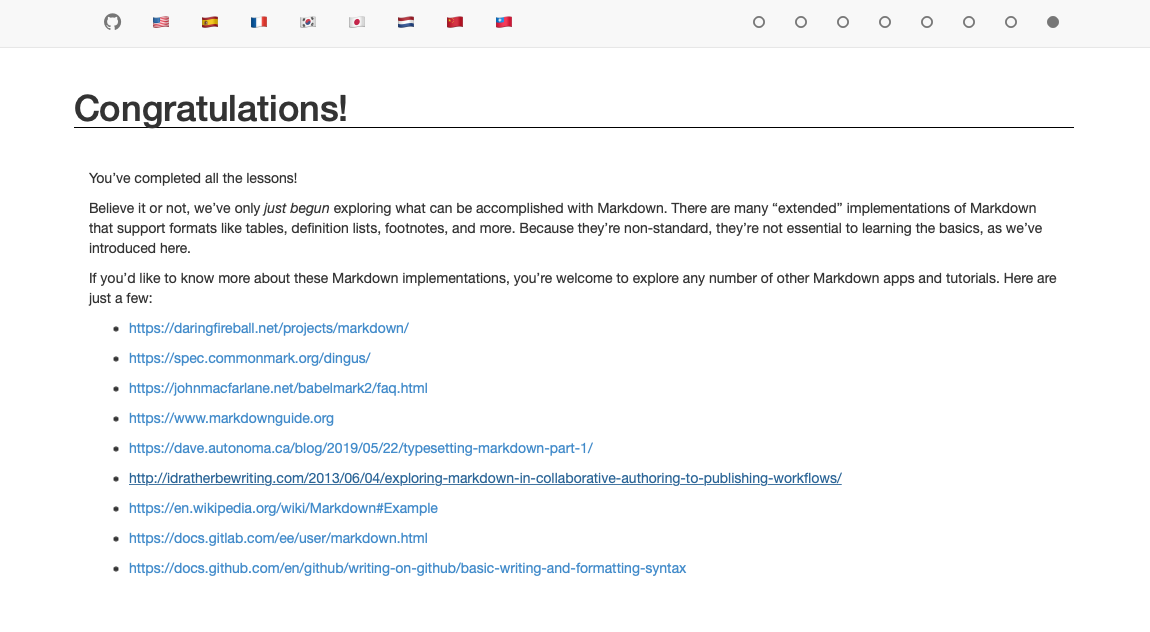 Congratulations!
You’ve completed all the lessons!
Believe it or not, we’ve only just begun exploring what can be accomplished with Markdown. There are many “extended” implementations of Markdown
that support formats like tables, definition lists, footnotes, and more. Because they’re non-standard, they’re not essential to learning the basics, as we’ve
introduced here.
If you’d like to know more about these Markdown implementations, you’re welcome to explore any number of other Markdown apps and tutorials. Here are
just a few:
https://daringfireball.net/projects/markdown/
https://spec.commonmark.org/dingus/
https://johnmacfarlane.net/babelmark2/faq.html
https://www.markdownguide.org
https://dave.autonoma.ca/blog/2019/05/22/typesetting-markdown-part-1/
http://idratherbewriting.com/2013/06/04/exploring-markdown-in-collaborative-authoring-to-publishing-workflows/
https://en.wikipedia.org/wiki/Markdown#Example
https://docs.gitlab.com/ee/user/markdown.html
https://docs.github.com/en/github/writing-on-github/basic-writing-and-formatting-syntax